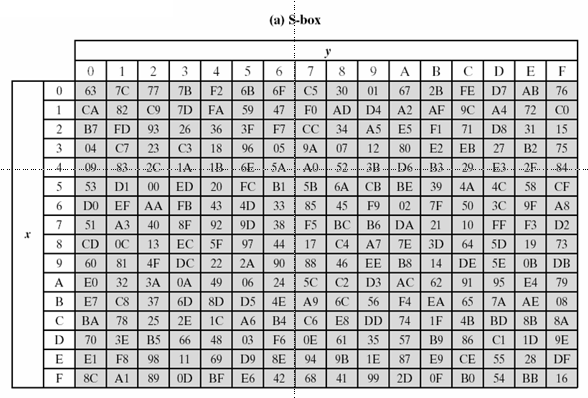 (a) S-box
y
0 1 2 3 4 5 6 7 8 9 A B C D E F
0 63 7C 77 7B F2 6B 6F C5 30 01 67 2B FE D7 AB 76
1 CA 82 C9 7D FA 59 47 F0 AD D4 A2 AF 9C A4 72 C0
2 B7 FD 93 26 36 3F F7 CC 34 A5 E5 F1 71 D8 31 15
3 04 C7 23 C3 18 96 05 9A 07 12 80 E2 EB 27 B2 75
4 09 83 2C 1A 1B 6E 5A A0 52 3B D6 B3 29 E3 2F 84
5 53 D1 00 ED 20 FC B1 5B 6A CB BE 39 4A 4C 58 CF
x 6 D0 EF AA FB 43 4D 33 85 45 F9 02 7F 50 3C 9F A8
7 51 A3 40 8F 92 9D 38 F5 BC B6 DA 21 10 FF F3 D2
8 CD 0C 13 EC 5F 97 44 17 C4 A7 7E 3D 64 5D 19 73
9 60 81 4F DC 22 2A 90 88 46 EE B8 14 DE 5E 0B DB
A E0 32 3A 0A 49 06 24 5C C2 D3 AC 62 91 95 E4 79
B E7 C8 37 6D 8D D5 4E A9 6C 56 F4 EA 65 7A AE 08
C BA 78 25 2E 1C A6 B4 C6 E8 DD 74 1F 4B BD 8B 8A
D 70 3E B5 66 48 03 F6 0E 61 35 57 B9 86 C1 1D 9E
E E1 F8 98 11 69 D9 8E 94 9B 1E 87 E9 CE 55 28 DF
F 8C A1 89 0D BF E6 42 68 41 99 2D 0F B0 54 BB 16